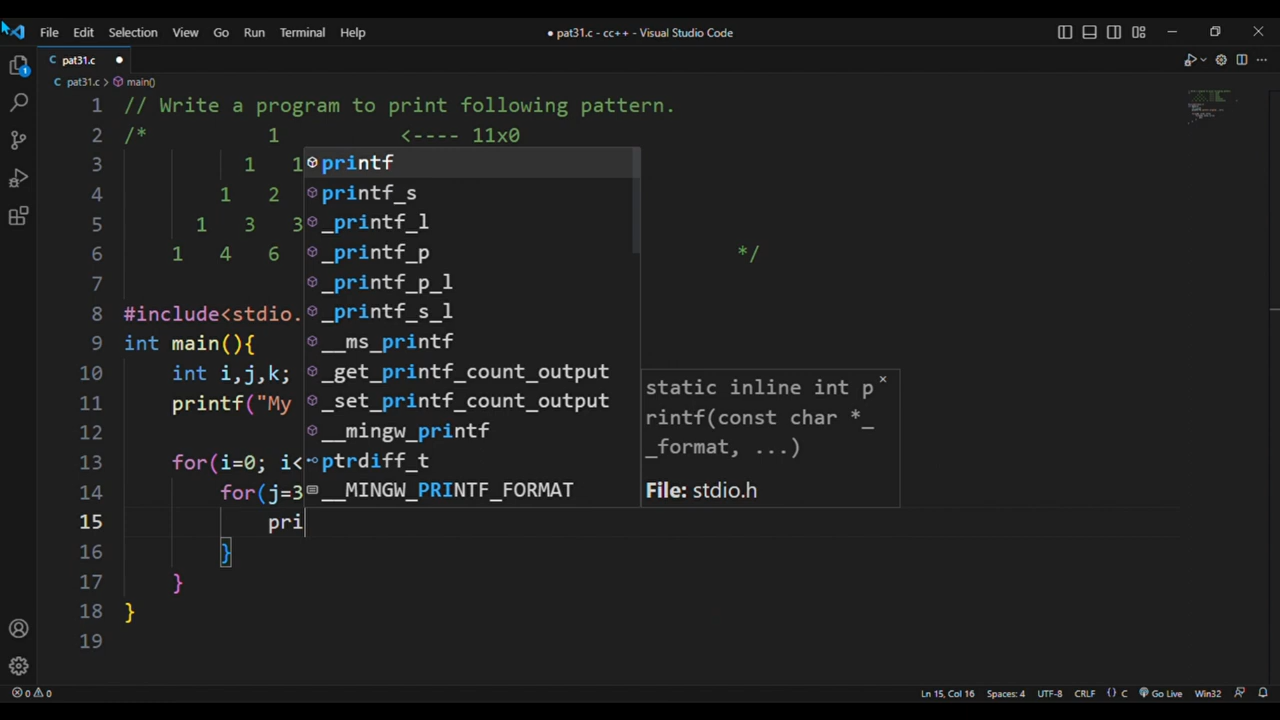 File Edit Selection View Go Run Terminal Help
● pat31.c - cc++ - Visual Studio Code
C pat31.c ●
C pat31.c > main()
1 // Write a program to print following pattern.
2 /* 1 <---- 11x0
3 1 1
4 1 2
5 1 3 3
6 1 4 6 */
7
8 #include<stdio.
9 int main(){
10 int i,j,k;
11 printf("My
12
13 for(i=0; i<
14 for(j=3
15 pri
16 }
17 }
18 }
19
printf
printf_s
_printf_l
_printf_p
_printf_p_l
_printf_s_l
__ms_printf
_get_printf_count_output
_set_printf_count_output
__mingw_printf
ptrdiff_t
__MINGW_PRINTF_FORMAT
static inline int p
rintf(const char *_
_format, ...)
File: stdio.h
1
0 0
Ln 15, Col 16 Spaces: 4 UTF-8 CRLF {} C Go Live Win32